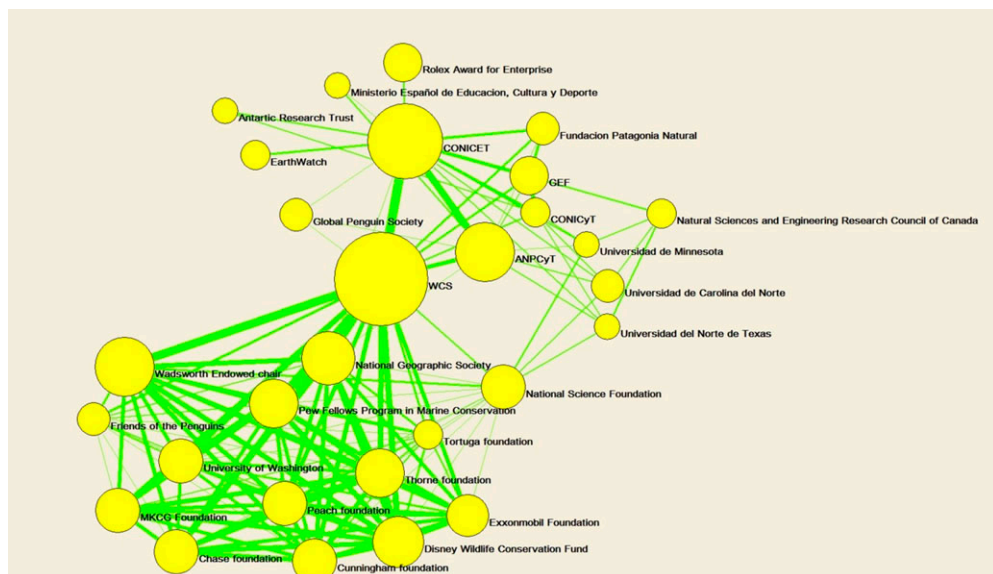 Rolex Award for Enterprise
Ministerio Español de Educacion, Cultura y Deporte
Antartic Research Trust
Fundacion Patagonia Natural
CONICET
EarthWatch
GEF
Global Penguin Society
CONICyT
Natural Sciences and Engineering Research Council of Canada
Universidad de Minnesota
ANPCyT
WCS
Universidad de Carolina del Norte
Universidad del Norte de Texas
National Geographic Society
Wadsworth Endowed chair
National Science Foundation
Pew Fellows Program in Marine Conservation
Friends of the Penguins
Tortuga foundation
University of Washington
Thorne foundation
Peach foundation
MKCG Foundation
Exxonmobil Foundation
Disney Wildlife Conservation Fund
Chase foundation
Cunningham foundation